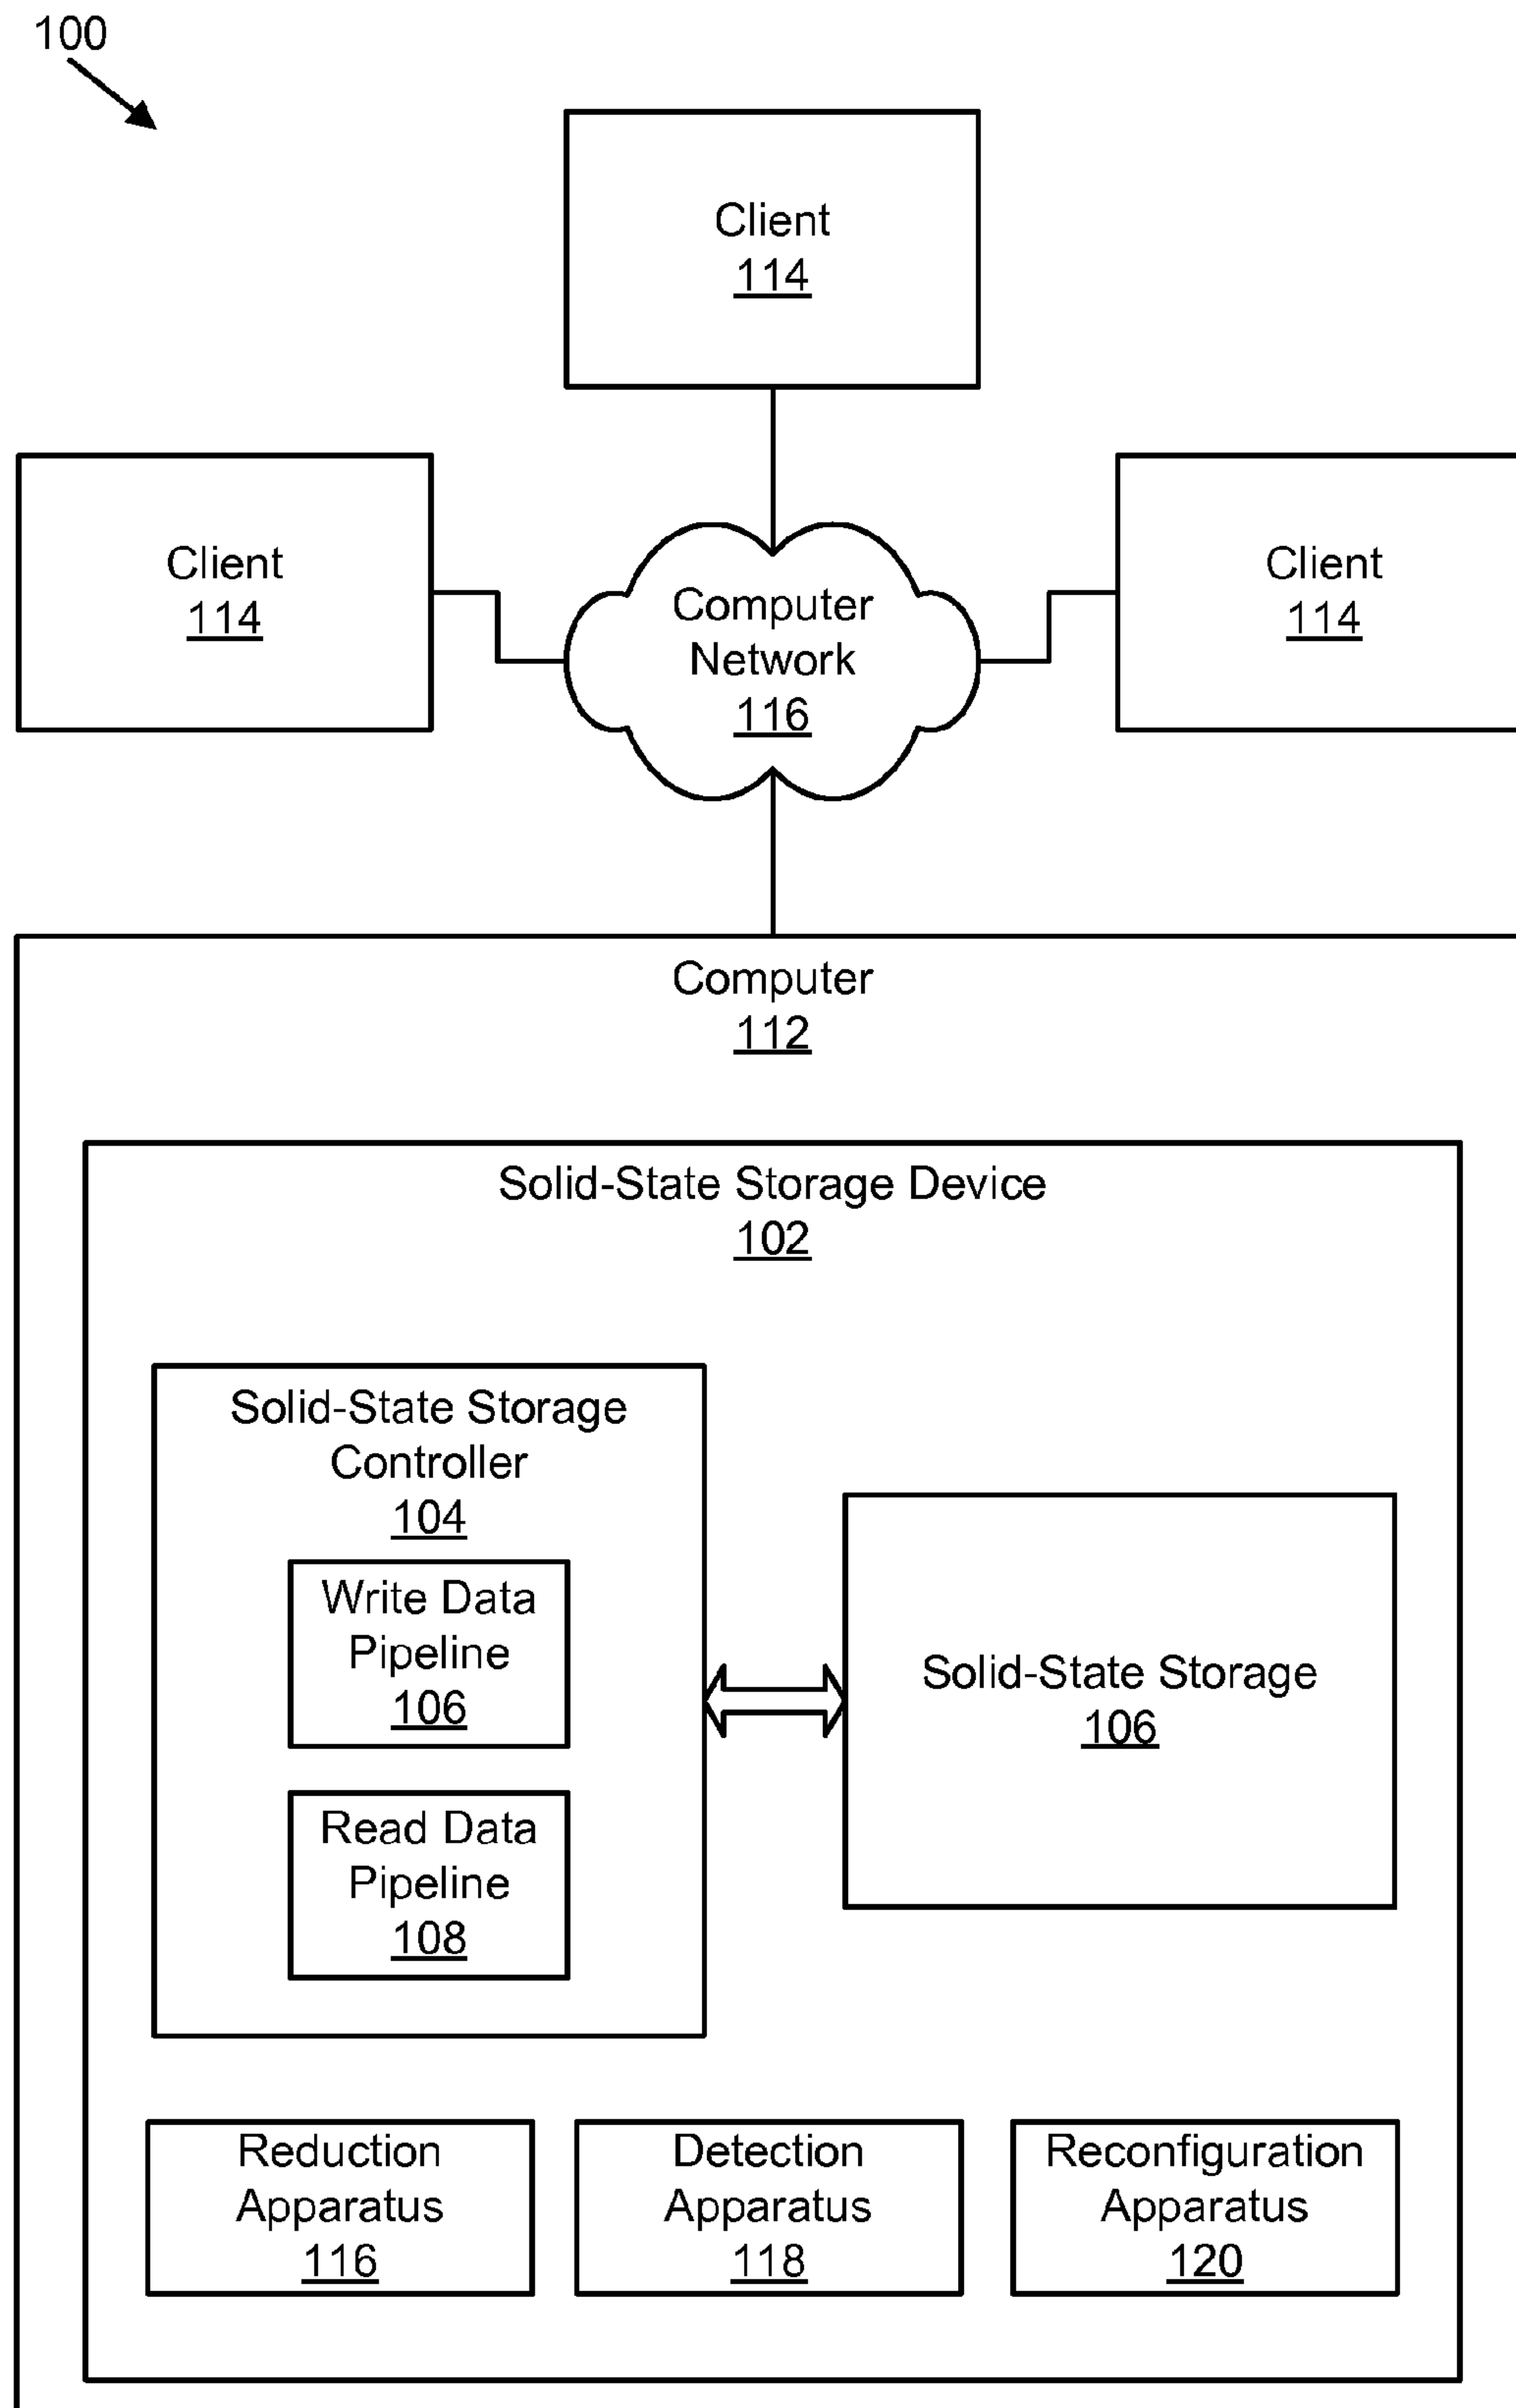 100
Client
114
Client
114
Computer
Network
116
Client
114
Computer
112
Solid-State Storage Device
102
Solid-State Storage
Controller
104
Write Data
Pipeline
106
Read Data
Pipeline
108
Solid-State Storage
106
Reduction
Apparatus
116
Detection
Apparatus
118
Reconfiguration
Apparatus
120